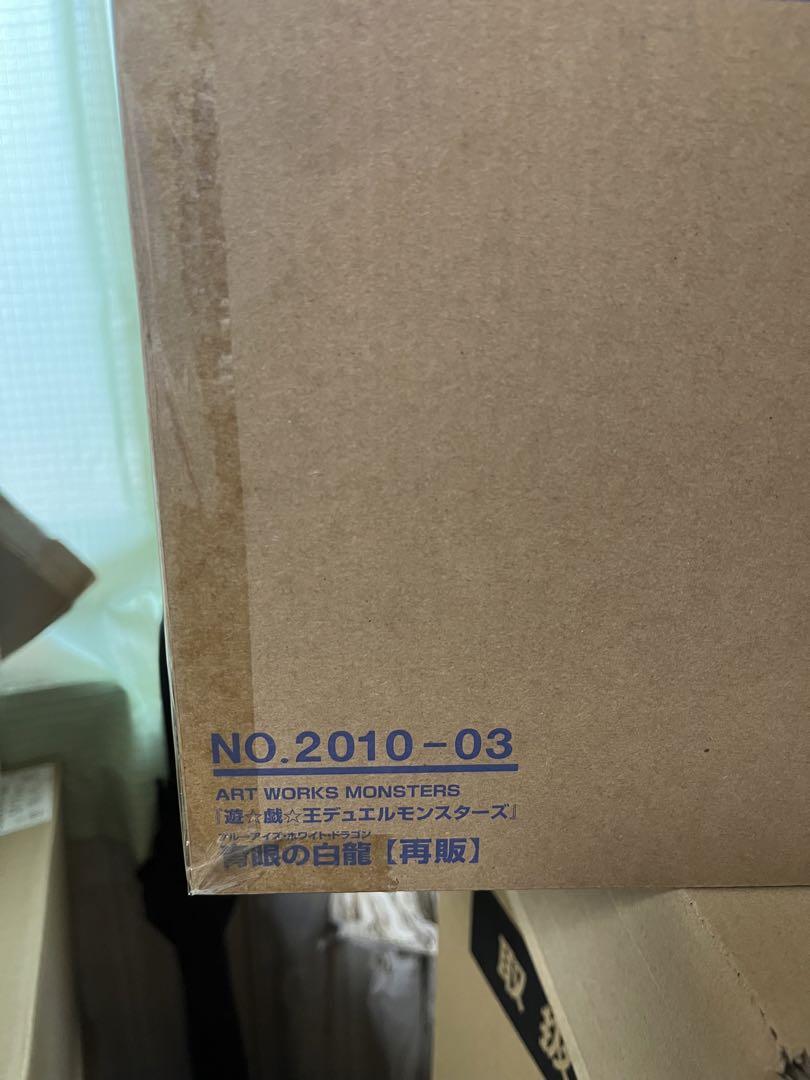 NO.2010-03
ART WORKS MONSTERS
『遊☆戯☆王デュエルモンスターズ』
ブルーアイズ・ホワイト・ドラゴン
青眼の白龍【再販】
取扱